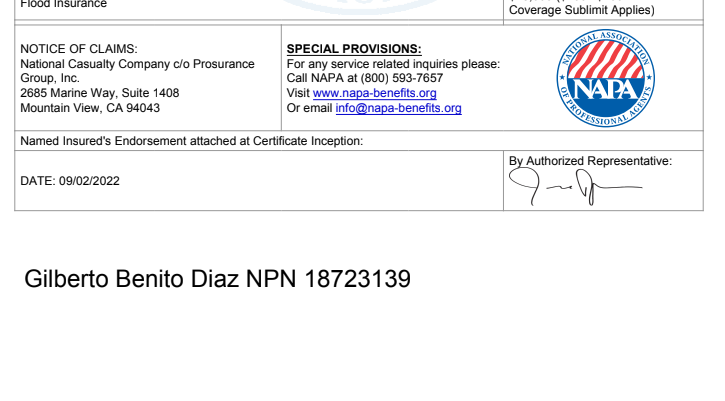 Flood Insurance
Coverage Sublimit Applies)
NOTICE OF CLAIMS:
National Casualty Company c/o Prosurance
Group, Inc.
2685 Marine Way, Suite 1408
Mountain View, CA 94043
SPECIAL PROVISIONS:
For any service related inquiries please:
Call NAPA at (800) 593-7657
Visit www.napa-benefits.org
Or email info@napa-benefits.org
NATIONAL ASSOCIATION
NAPA
OF PROFESSIONAL AGENTS
Named Insured's Endorsement attached at Certificate Inception:
DATE: 09/02/2022
By Authorized Representative:
Gilberto Benito Diaz NPN 18723139